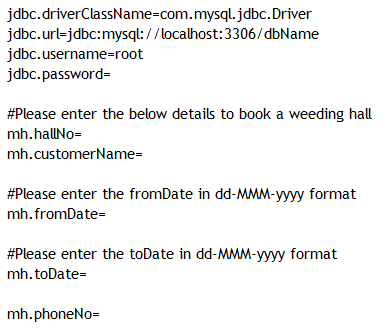 jdbc.driverClassName=com.mysql.jdbc.Driver
jdbc.url=jdbc:mysql://localhost:3306/dbName
jdbc.username=root
jdbc.password=
#Please enter the below details to book a weeding hall
mh.hallNo=
mh.customerName=
#Please enter the fromDate in dd-MMM-yyyy format
mh.fromDate=
#Please enter the toDate in dd-MMM-yyyy format
mh.toDate=
mh.phoneNo=